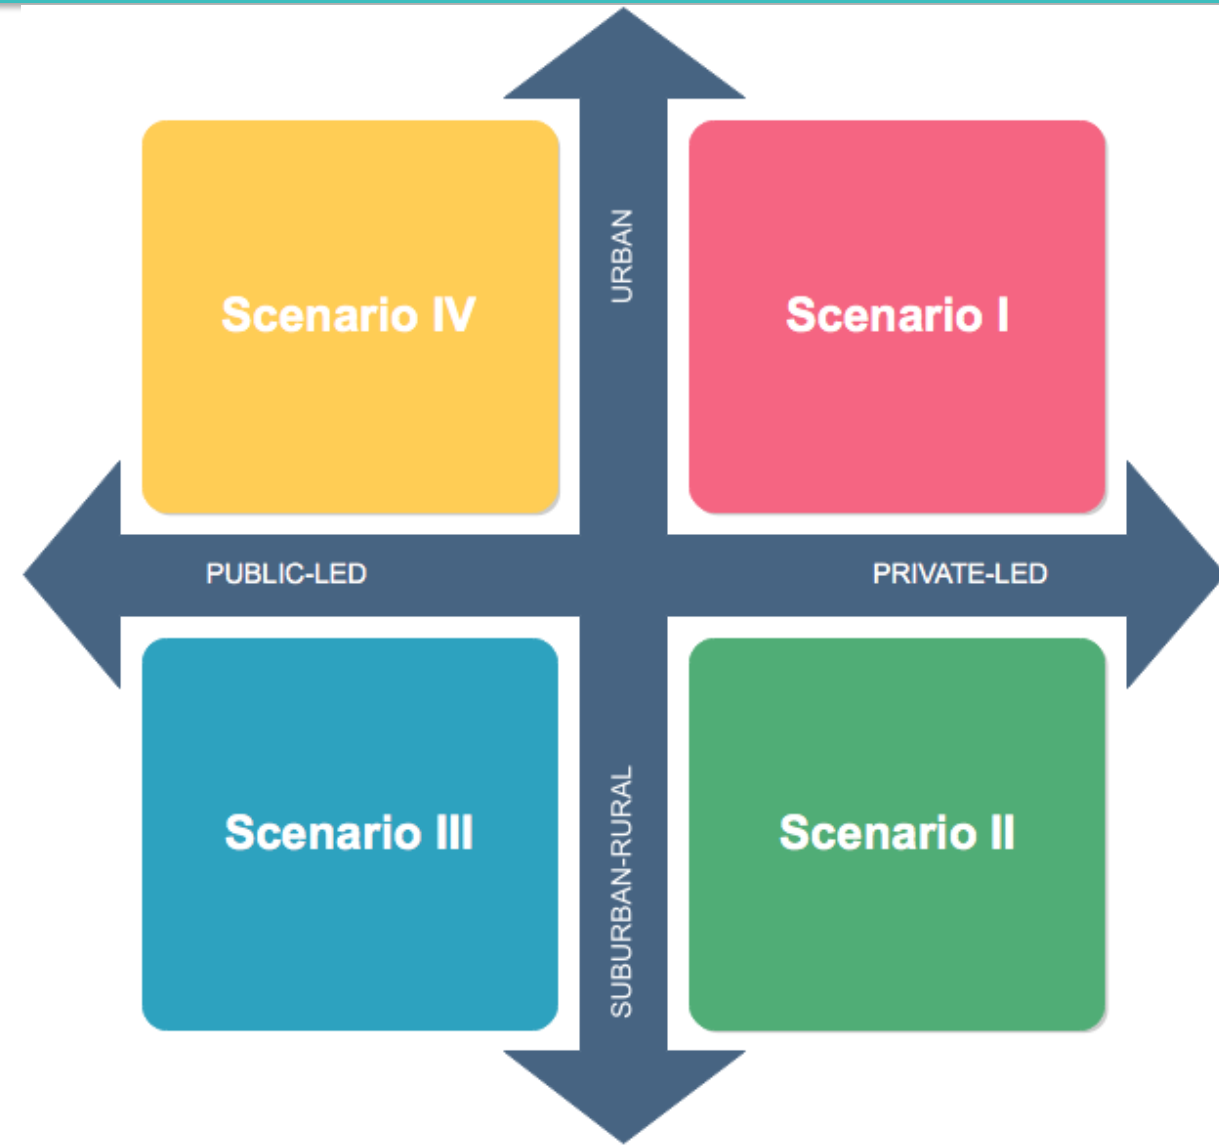 URBAN
Scenario IV
Scenario I
PUBLIC-LED
PRIVATE-LED
Scenario III
Scenario II
SUBURBAN-RURAL